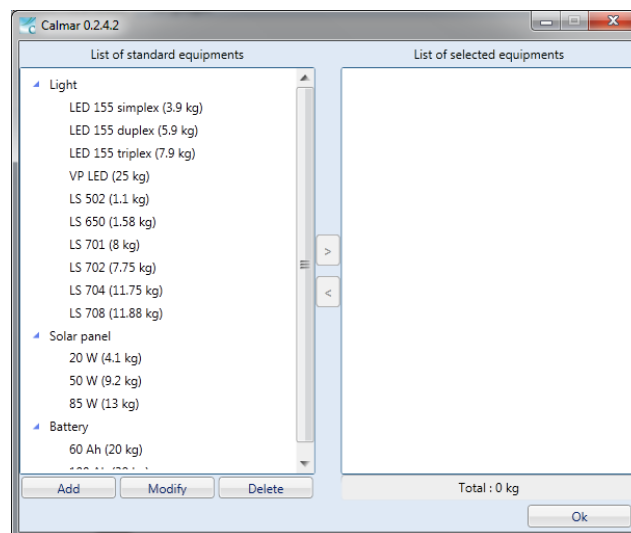 Calmar 0.2.4.2
List of standard equipments
List of selected equipments
Light
LED 155 simplex (3.9 kg)
LED 155 duplex (5.9 kg)
LED 155 triplex (7.9 kg)
VP LED (25 kg)
LS 502 (1.1 kg)
LS 650 (1.58 kg)
LS 701 (8 kg)
LS 702 (7.75 kg)
LS 704 (11.75 kg)
LS 708 (11.88 kg)
>
<
Solar panel
20 W (4.1 kg)
50 W (9.2 kg)
85 W (13 kg)
Battery
60 Ah (20 kg)
Add
Modify
Delete
Total : 0 kg
Ok